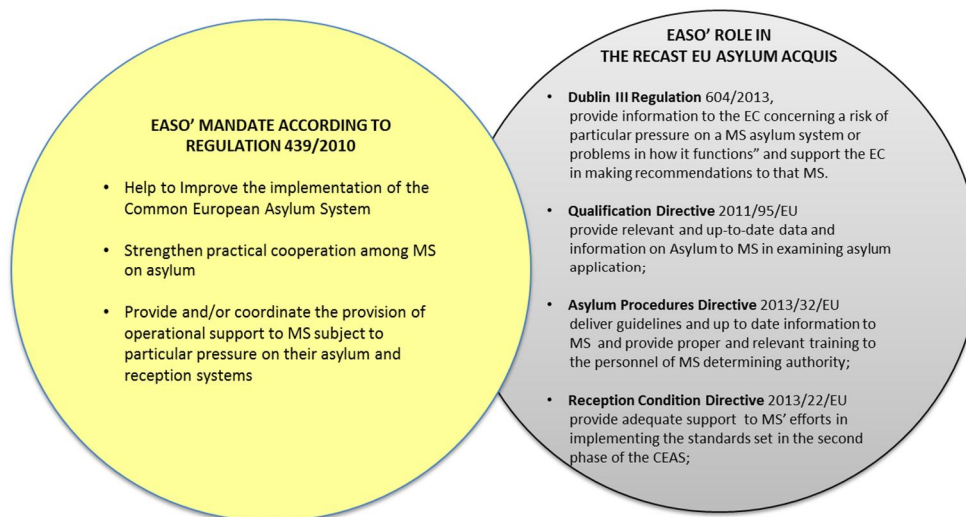 EASO' MANDATE ACCORDING TO
REGULATION 439/2010
• Help to Improve the implementation of the
Common European Asylum System
• Strengthen practical cooperation among MS
on asylum
• Provide and/or coordinate the provision of
operational support to MS subject to
particular pressure on their asylum and
reception systems
EASO' ROLE IN
THE RECAST EU ASYLUM ACQUIS
• Dublin III Regulation 604/2013,
provide information to the EC concerning a risk of
particular pressure on a MS asylum system or
problems in how it functions” and support the EC
in making recommendations to that MS.
• Qualification Directive 2011/95/EU
provide relevant and up-to-date data and
information on Asylum to MS in examining asylum
application;
• Asylum Procedures Directive 2013/32/EU
deliver guidelines and up to date information to
MS and provide proper and relevant training to
the personnel of MS determining authority;
• Reception Condition Directive 2013/22/EU
provide adequate support to MS’ efforts in
implementing the standards set in the second
phase of the CEAS;